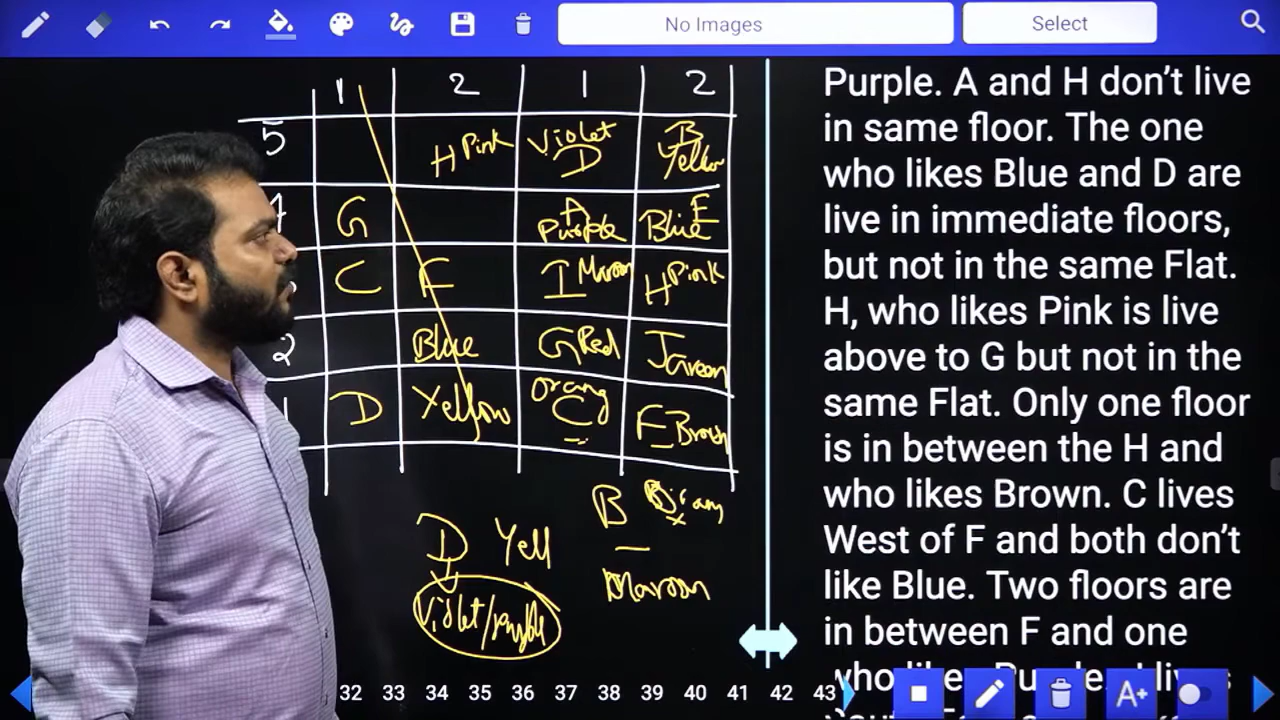 No Images
Select
1 2 1 2
5 H Pink Violet D B Yellow
4 G A Purple Blue E
C F I Maroon H Pink
2 Blue G Red J Green
1 D Yellow Orang C F Brown
D Yell
Violet/purple
B
Maroon
Purple. A and H don’t live
in same floor. The one
who likes Blue and D are
live in immediate floors,
but not in the same Flat.
H, who likes Pink is live
above to G but not in the
same Flat. Only one floor
is in between the H and
who likes Brown. C lives
West of F and both don’t
like Blue. Two floors are
in between F and one
32 33 34 35 36 37 38 39 40 41 42 43
A+